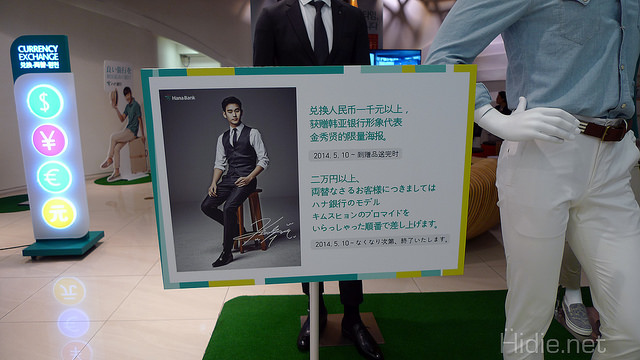 CURRENCY
EXCHANGE
兑换·両替·환전
$
¥
€
元
Hana Bank
兑换人民币一千元以上，
获赠韩亚银行形象代表
金秀贤的限量海报。
2014. 5. 10 ~ 到赠品送完时
二万円以上、
両替なさるお客様につきましては
ハナ銀行のモデル
キムスヒョンのブロマイドを
いらっしゃった順番で差し上げます。
2014. 5. 10 ~ なくなり次第、終了いたします。
Hidie.net